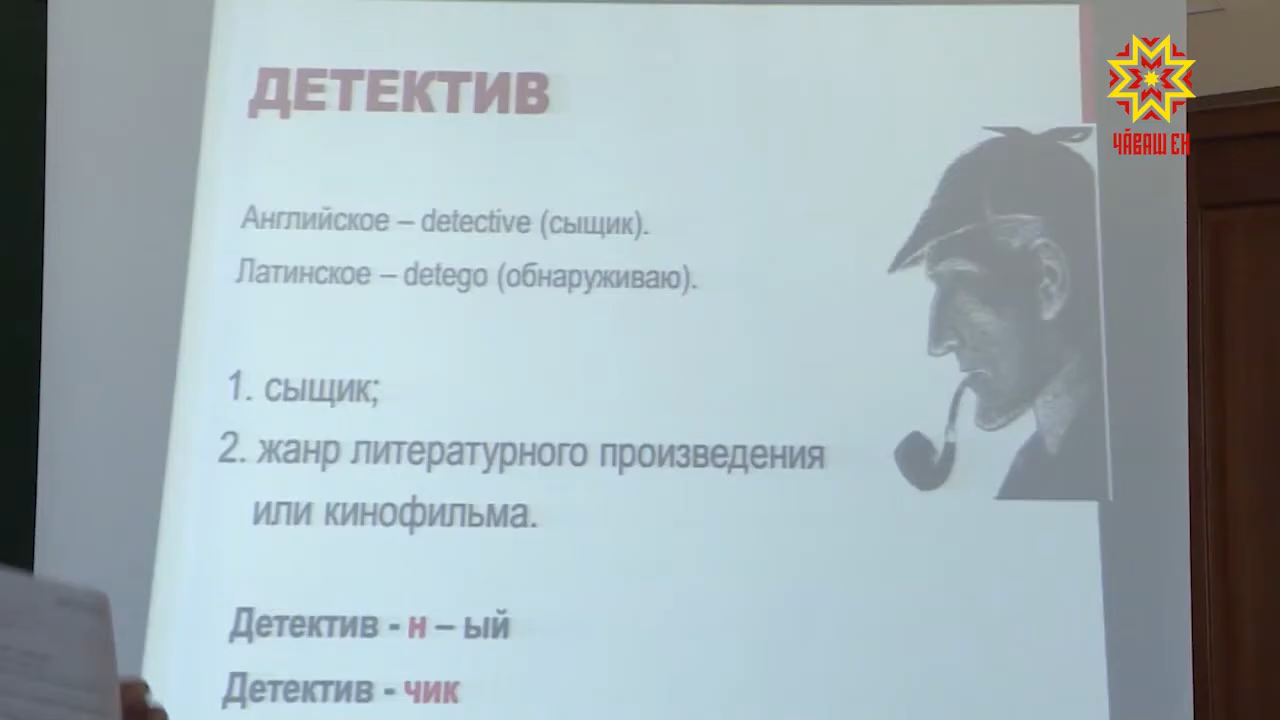 ДЕТЕКТИВ
ЧӐВАШ ЕН
Английское – detective (сыщик).
Латинское – detego (обнаруживаю).
1. сыщик;
2. жанр литературного произведения
или кинофильма.
Детектив - н – ый
Детектив - чик